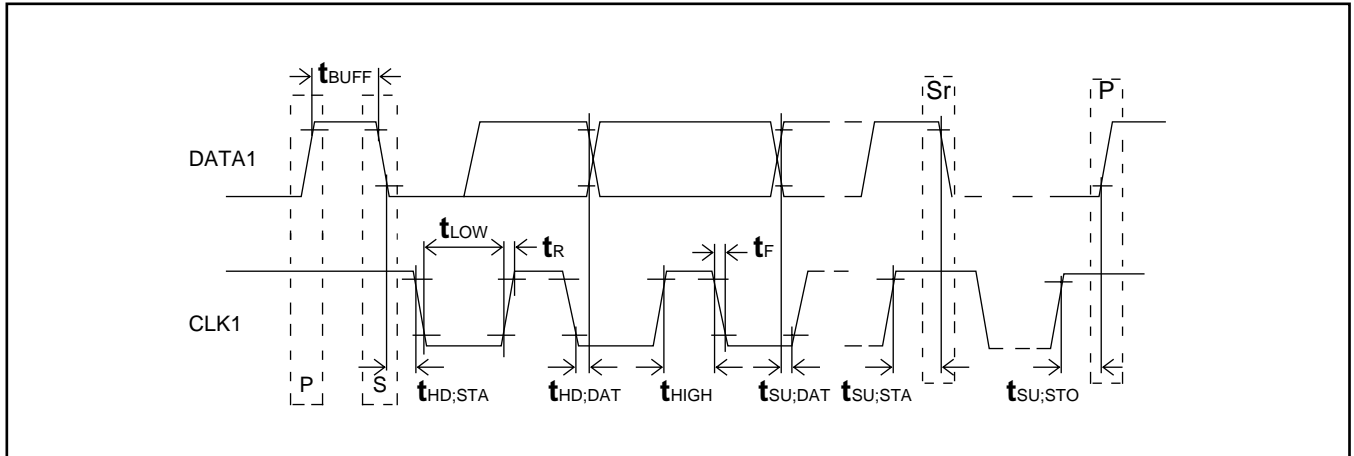 tBUFF
Sr
P
DATA1
tLOW
tR
tF
CLK1
P
S
tHD;STA
tHD;DAT
tHIGH
tSU;DAT
tSU;STA
tSU;STO